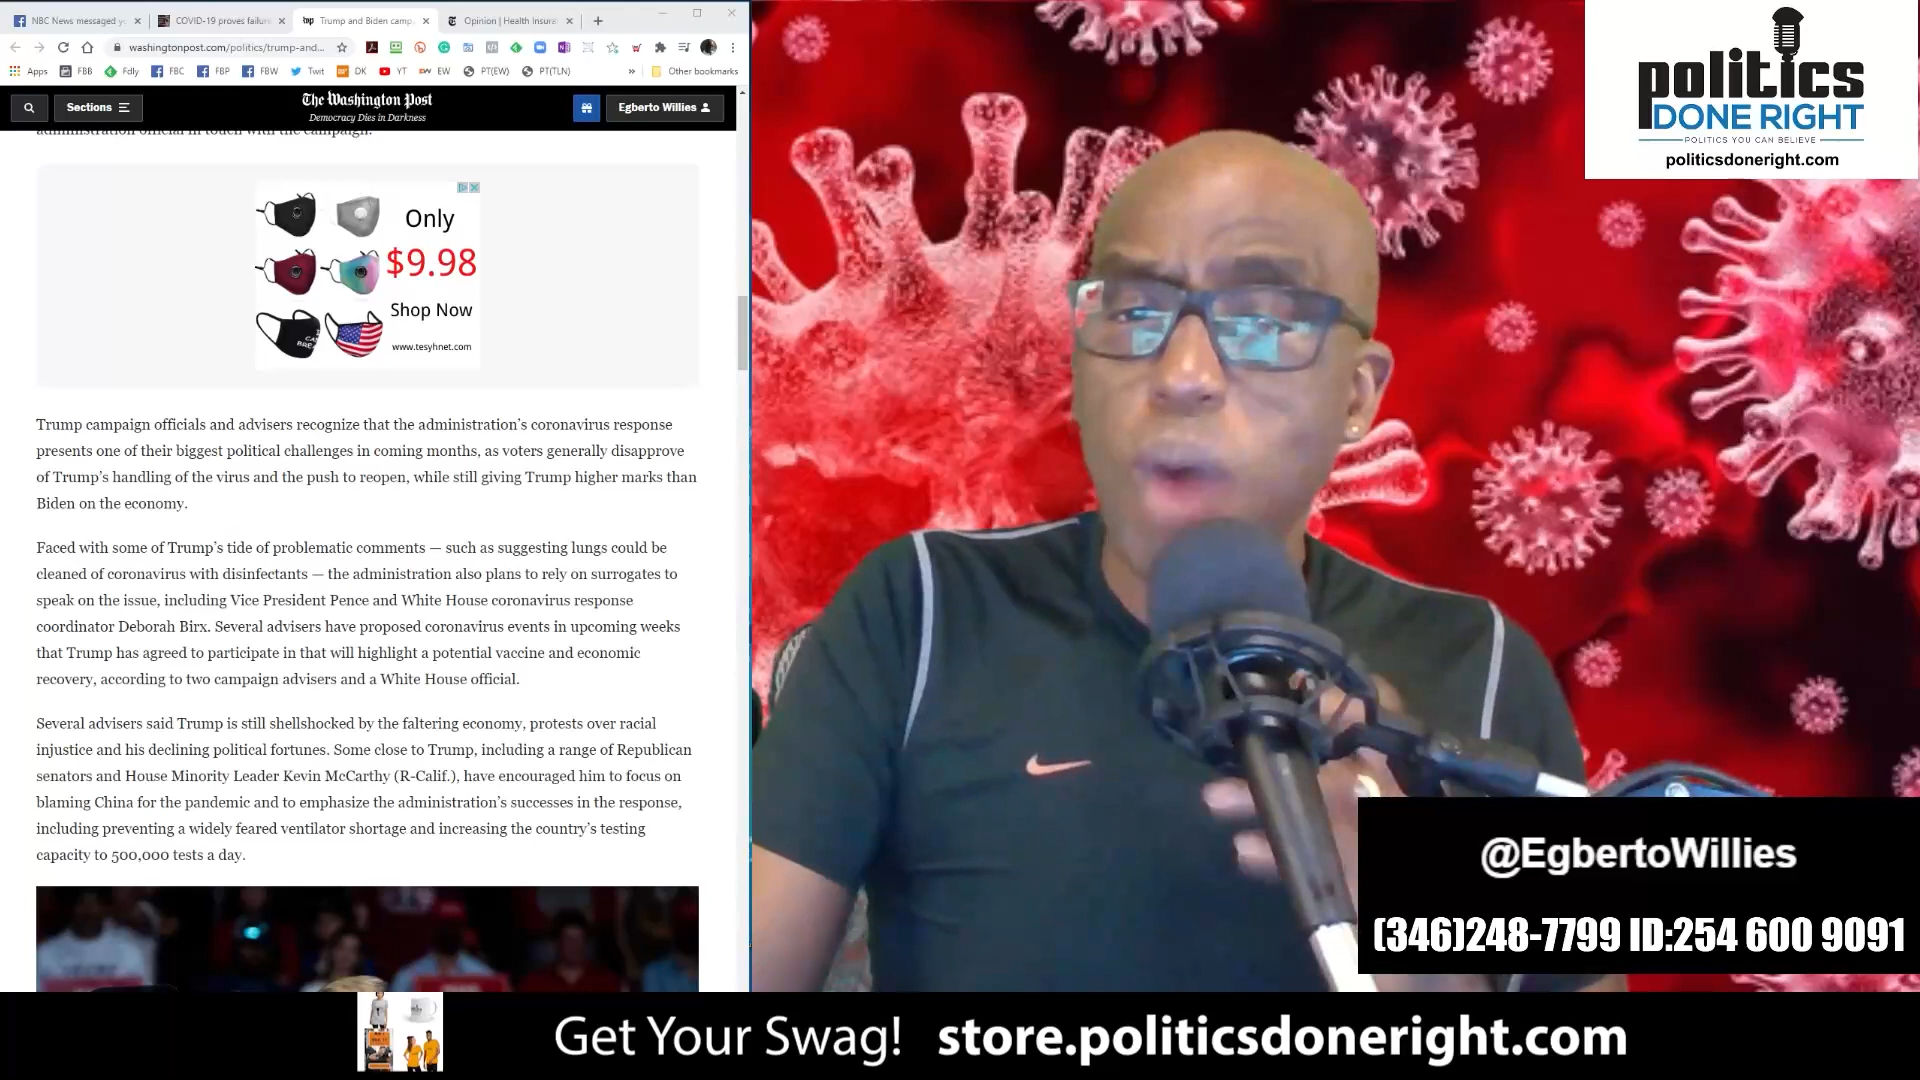 NBC News messaged y
COVID-19 proves failur
Trump and Biden camp
Opinion | Health Insura
washingtonpost.com/politics/trump-and...
Apps
FBB
Fdly
FBC
FBP
FBW
Twit
DK
YT
EW
PT(EW)
PT(TLN)
»
Other bookmarks
Sections
The Washington Post
Democracy Dies in Darkness
Egberto Willies
administration official in touch with the campaign.
Only
$9.98
Shop Now
www.tesyhnet.com
Trump campaign officials and advisers recognize that the administration’s coronavirus response
presents one of their biggest political challenges in coming months, as voters generally disapprove
of Trump’s handling of the virus and the push to reopen, while still giving Trump higher marks than
Biden on the economy.
Faced with some of Trump’s tide of problematic comments — such as suggesting lungs could be
cleaned of coronavirus with disinfectants — the administration also plans to rely on surrogates to
speak on the issue, including Vice President Pence and White House coronavirus response
coordinator Deborah Birx. Several advisers have proposed coronavirus events in upcoming weeks
that Trump has agreed to participate in that will highlight a potential vaccine and economic
recovery, according to two campaign advisers and a White House official.
Several advisers said Trump is still shellshocked by the faltering economy, protests over racial
injustice and his declining political fortunes. Some close to Trump, including a range of Republican
senators and House Minority Leader Kevin McCarthy (R-Calif.), have encouraged him to focus on
blaming China for the pandemic and to emphasize the administration’s successes in the response,
including preventing a widely feared ventilator shortage and increasing the country’s testing
capacity to 500,000 tests a day.
politics
DONE RIGHT
POLITICS YOU CAN BELIEVE
politicsdoneright.com
@EgbertoWillies
(346)248-7799 ID:254 600 9091
Get Your Swag! store.politicsdoneright.com